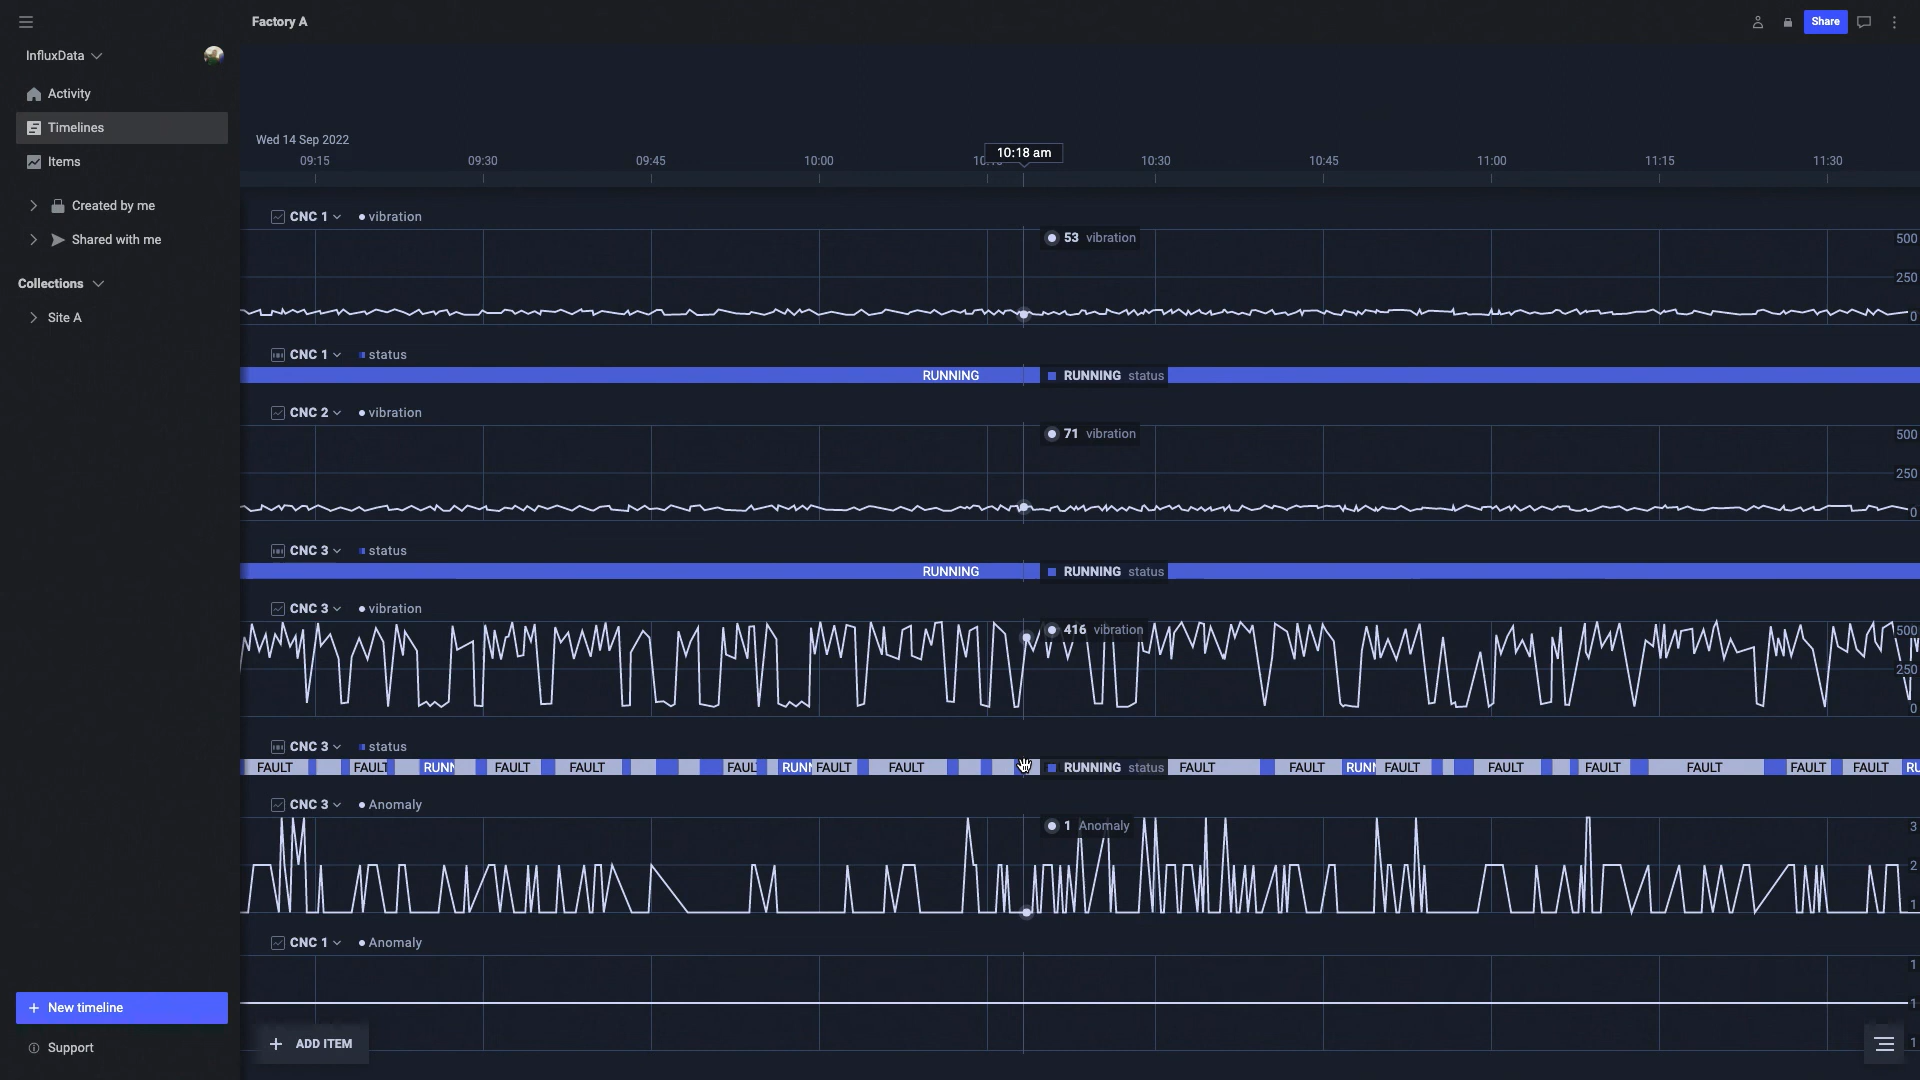 Factory A
Share
InfluxData
Activity
Timelines
Items
Created by me
Shared with me
Collections
Site A
New timeline
Support
Wed 14 Sep 2022
09:15 09:30 09:45 10:00 10:18 am 10:30 10:45 11:00 11:15 11:30
CNC 1 vibration
53 vibration
500
250
0
CNC 1 status
RUNNING RUNNING status
CNC 2 vibration
71 vibration
500
250
0
CNC 3 status
RUNNING RUNNING status
CNC 3 vibration
416 vibration
500
250
0
CNC 3 status
FAULT FAULT RUNN FAULT FAULT FAUL RUNN FAULT FAULT RUNNING status FAULT FAULT RUNN FAULT FAULT FAULT FAULT FAULT FAULT RU
CNC 3 Anomaly
1 Anomaly
3
2
1
CNC 1 Anomaly
1
1
1
ADD ITEM